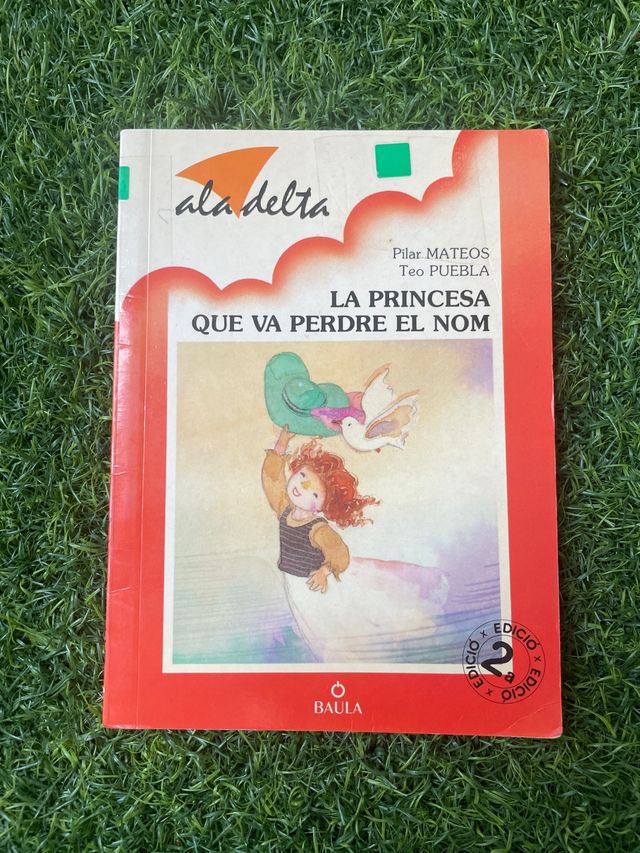 ala delta
Pilar MATEOS
Teo PUEBLA
LA PRINCESA
QUE VA PERDRE EL NOM
EDICIÓ x EDICIÓ x EDICIÓ x
2ª
BAULA